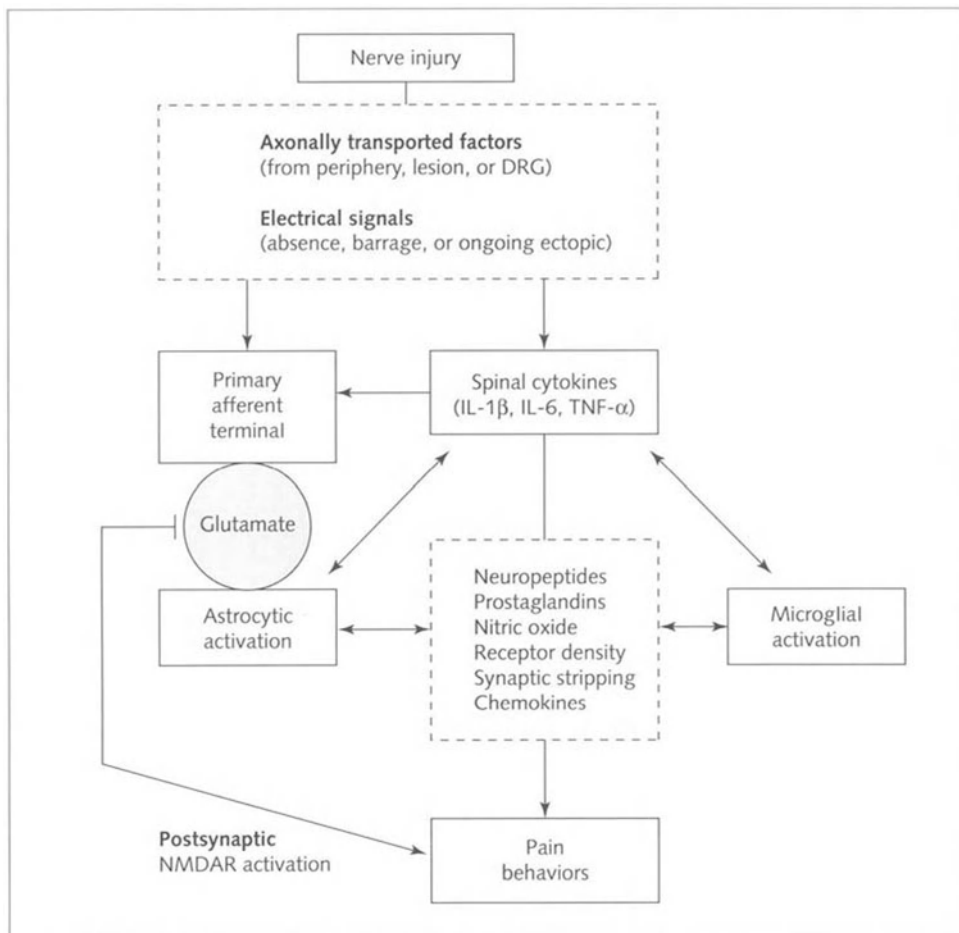 Nerve injury
Axonally transported factors
(from periphery, lesion, or DRG)
Electrical signals
(absence, barrage, or ongoing ectopic)
Primary
afferent
terminal
Spinal cytokines
(IL-1β, IL-6, TNF-α)
Glutamate
Astrocytic
activation
Neuropeptides
Prostaglandins
Nitric oxide
Receptor density
Synaptic stripping
Chemokines
Microglial
activation
Postsynaptic
NMDAR activation
Pain
behaviors